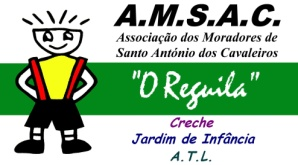 A.M.S.A.C.
Associação dos Moradores de
Santo António dos Cavaleiros
"O Reguila"
Creche
Jardim de Infância
A.T.L.